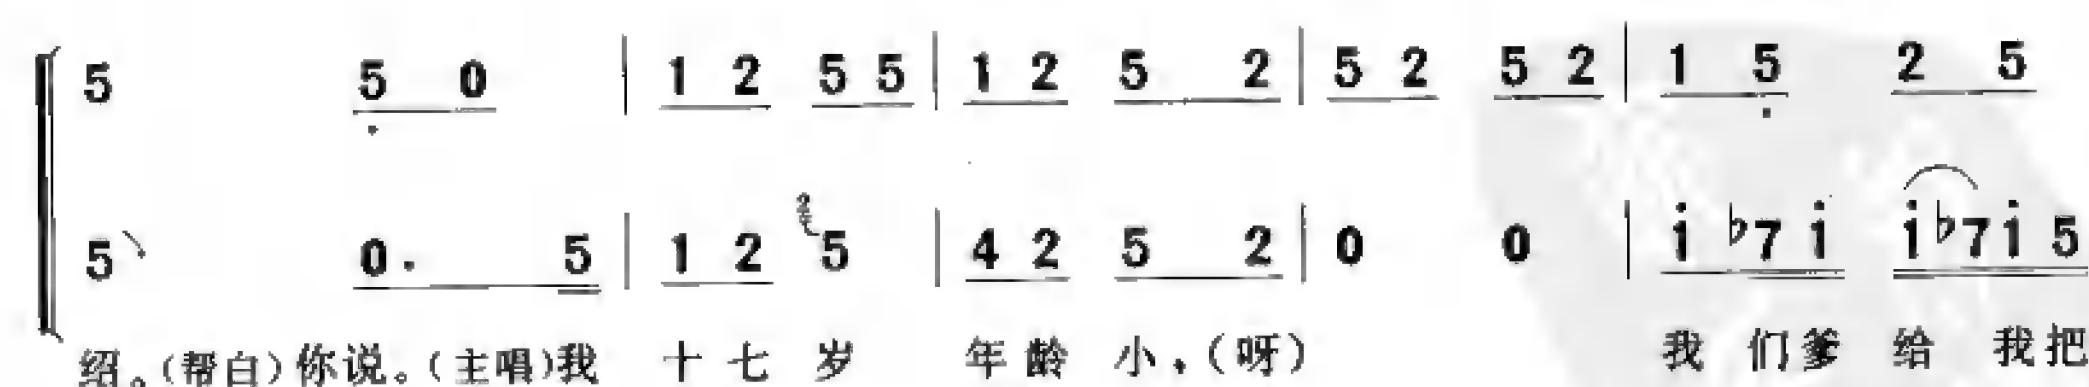 5 5 0 | 1 2 5 5 | 1 2 5 2 | 5 2 5 2 | 1 5 2 5
5 0· 5 | 1 2 5 | 4 2 5 2 | 0 0 | i ♭7 i i ♭7 i 5
绍。(帮白)你说。(主唱)我 十七岁 年龄小,(呀) 我们爹给我把